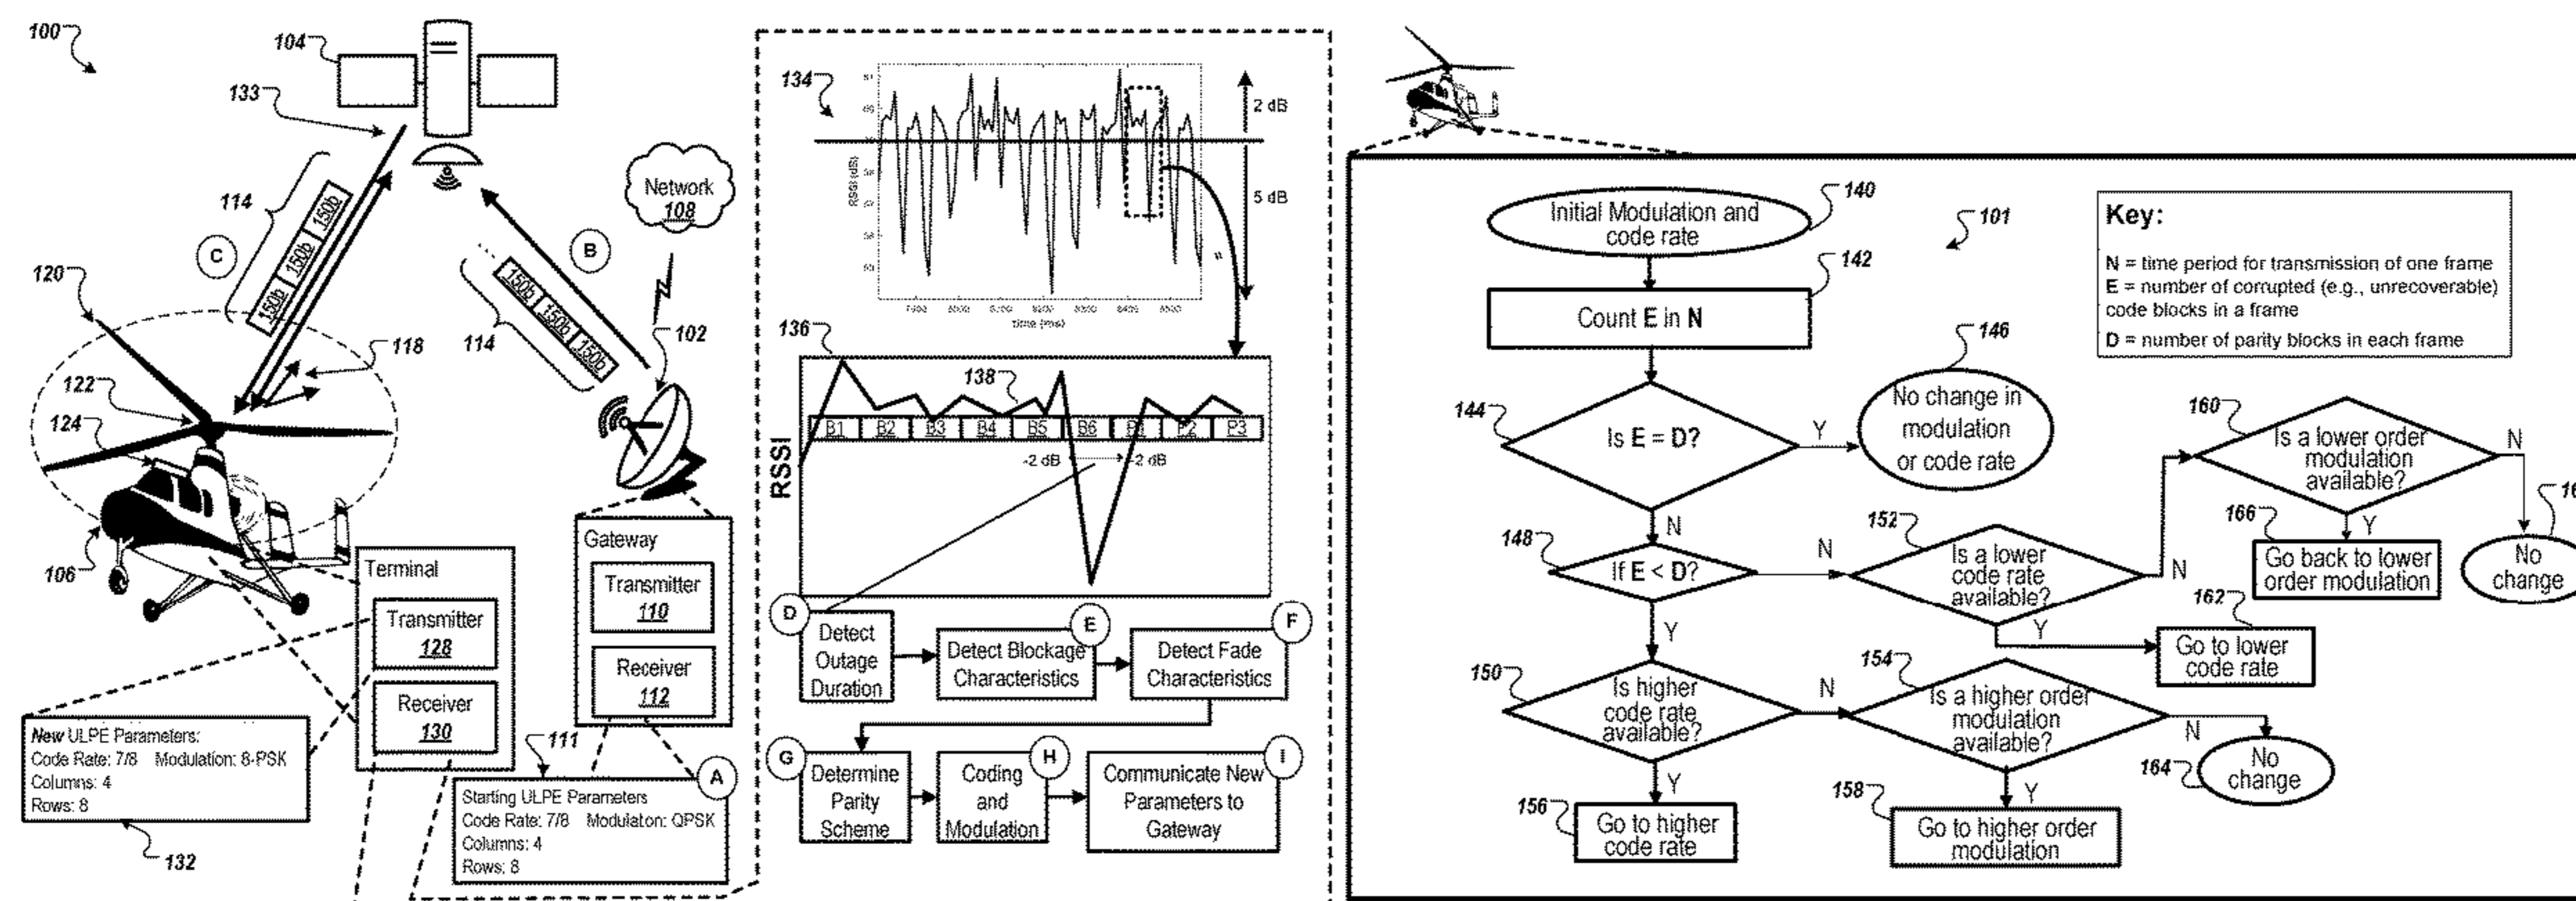 100
104
133
114
C
150b
150b
150b
B
Network
108
120
118
150b
150b
150b
114
102
122
124
106
Terminal
Transmitter
128
Receiver
130
Gateway
Transmitter
110
Receiver
112
111
New ULPE Parameters:
Code Rate: 7/8 Modulation: 8-PSK
Columns: 4
Rows: 8
132
A
Starting ULPE Parameters
Code Rate: 7/8 Modulation: QPSK
Columns: 4
Rows: 8
134
RSSI (dB)
time (ms)
2 dB
5 dB
136
138
RSSI
B1 B2 B3 B4 B5 B6 P1 P2 P3
-2 dB -2 dB
D
Detect
Outage
Duration
E
Detect Blockage
Characteristics
F
Detect Fade
Characteristics
G
Determine
Parity
Scheme
H
Coding
and
Modulation
I
Communicate New
Parameters to
Gateway
140
Initial Modulation and
code rate
101
142
Count E in N
Key:
N = time period for transmission of one frame
E = number of corrupted (e.g., unrecoverable)
code blocks in a frame
D = number of parity blocks in each frame
144
Is E = D?
Y
146
No change in
modulation
or code rate
N
148
If E < D?
N
152
Is a lower
code rate
available?
N
160
Is a lower order
modulation
available?
N
Y
166
Go back to lower
order modulation
No
change
Y
162
Go to lower
code rate
Y
150
Is higher
code rate
available?
N
154
Is a higher order
modulation
available?
N
164
No
change
Y
156
Go to higher
code rate
Y
158
Go to higher order
modulation